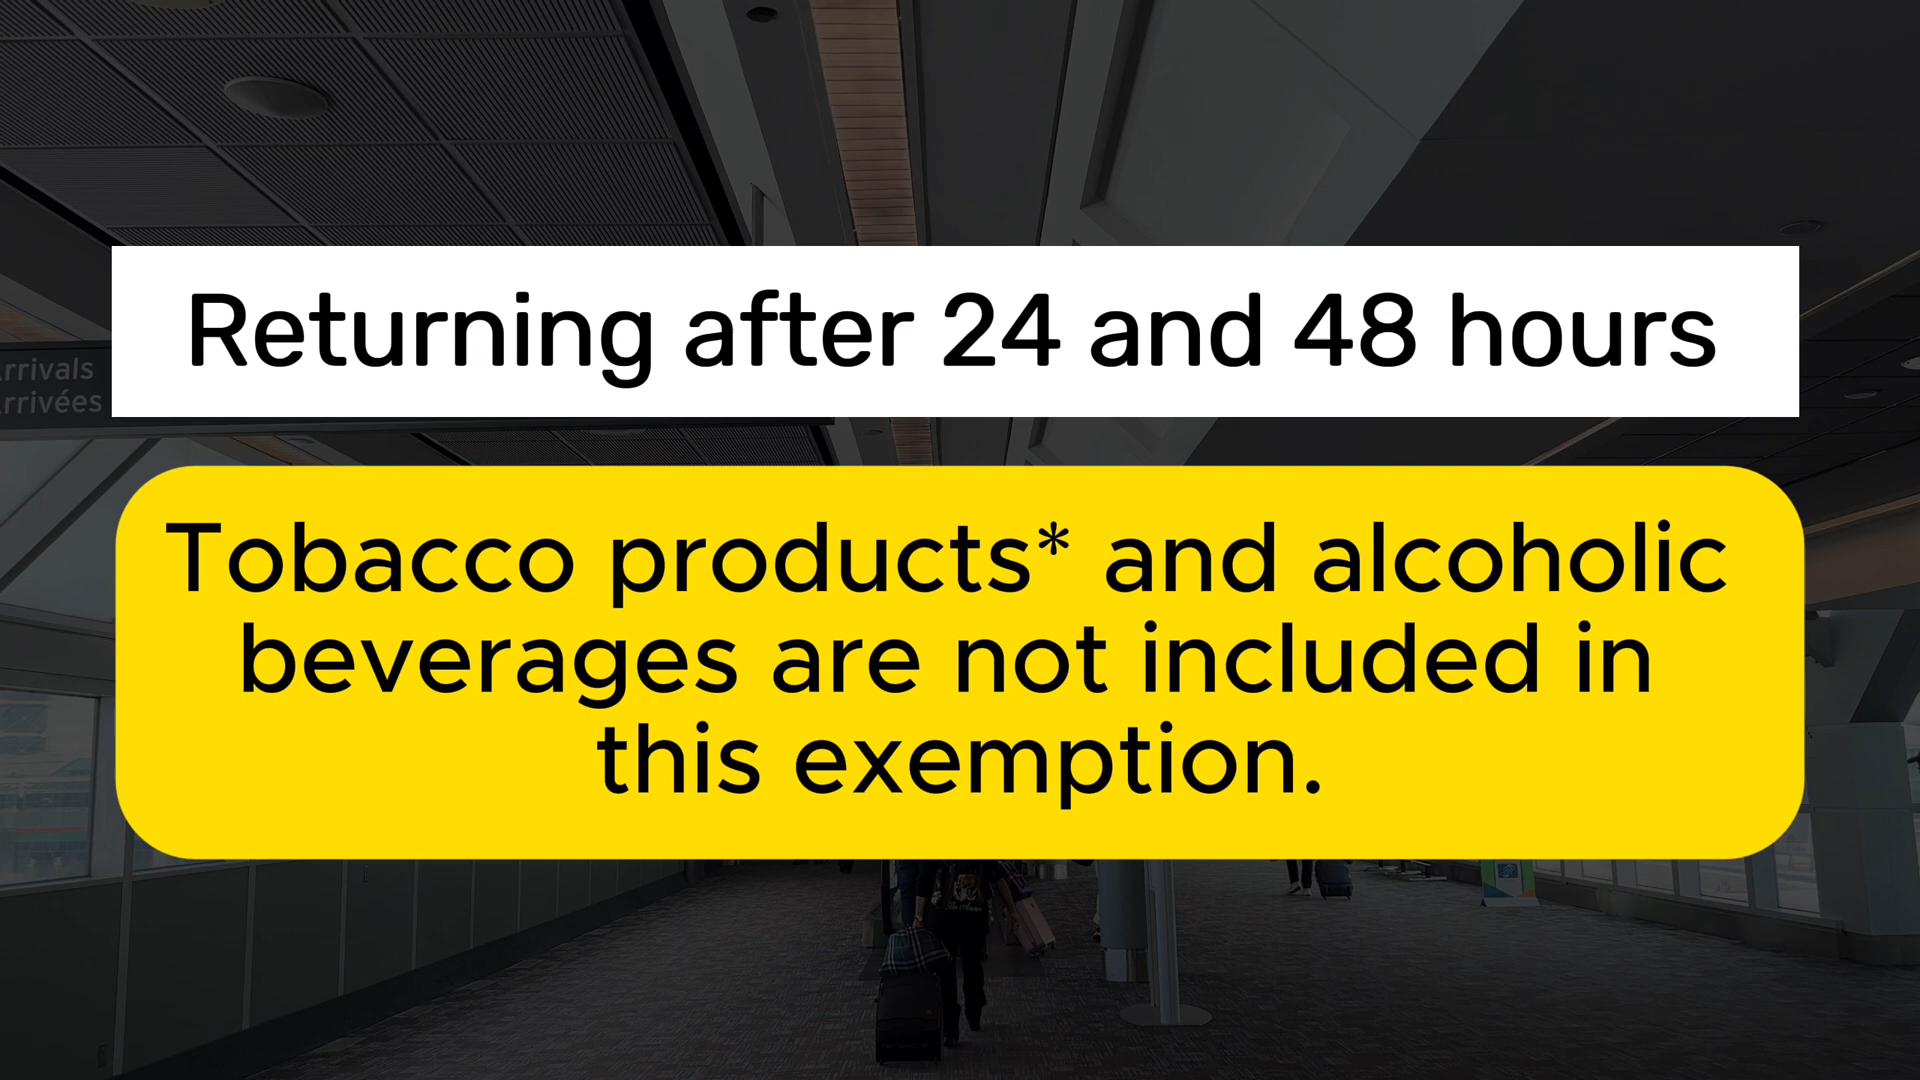 Returning after 24 and 48 hours
rrivals
rrivées
Tobacco products* and alcoholic
beverages are not included in
this exemption.